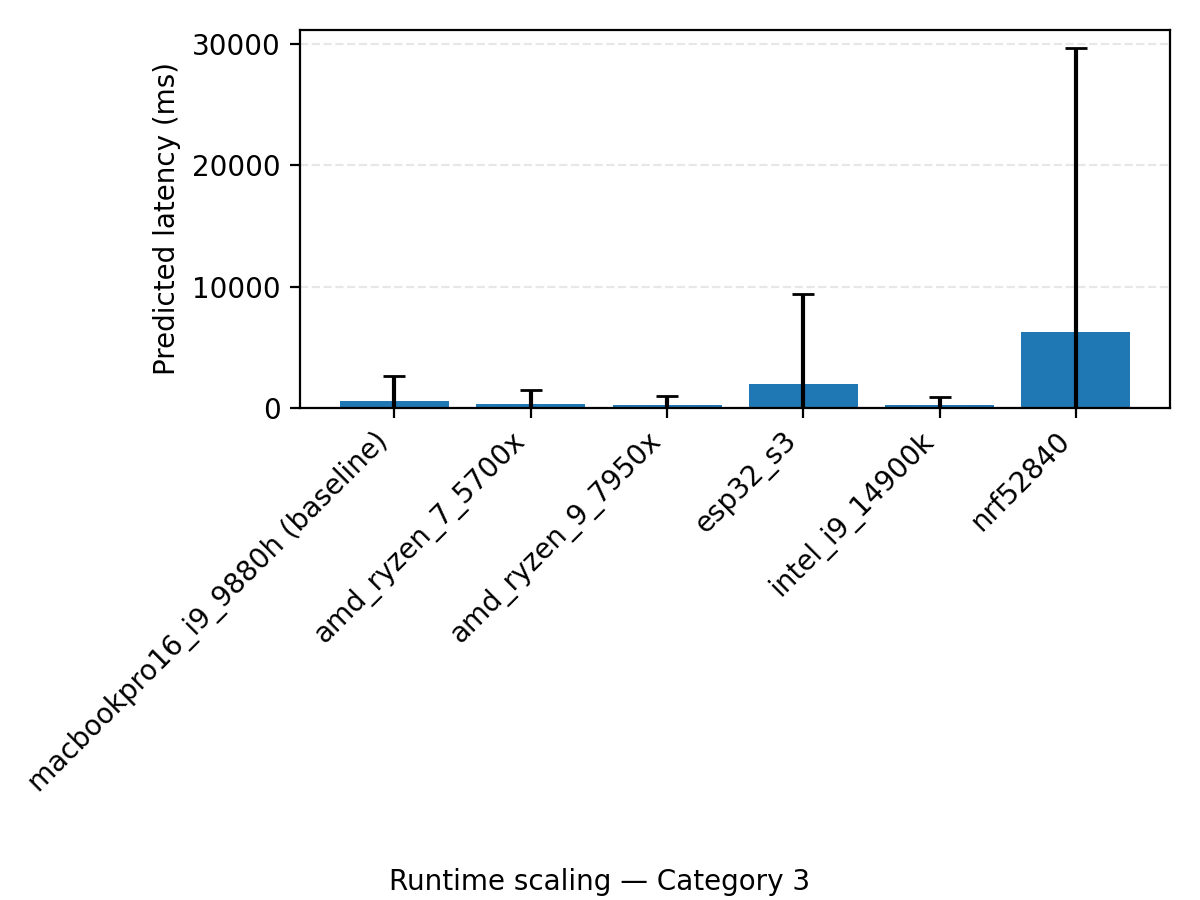 Predicted latency (ms)
30000
20000
10000
0
macbookpro16_i9_9880h (baseline)
amd_ryzen_7_5700x
amd_ryzen_9_7950x
esp32_s3
intel_i9_14900k
nrf52840
Runtime scaling — Category 3